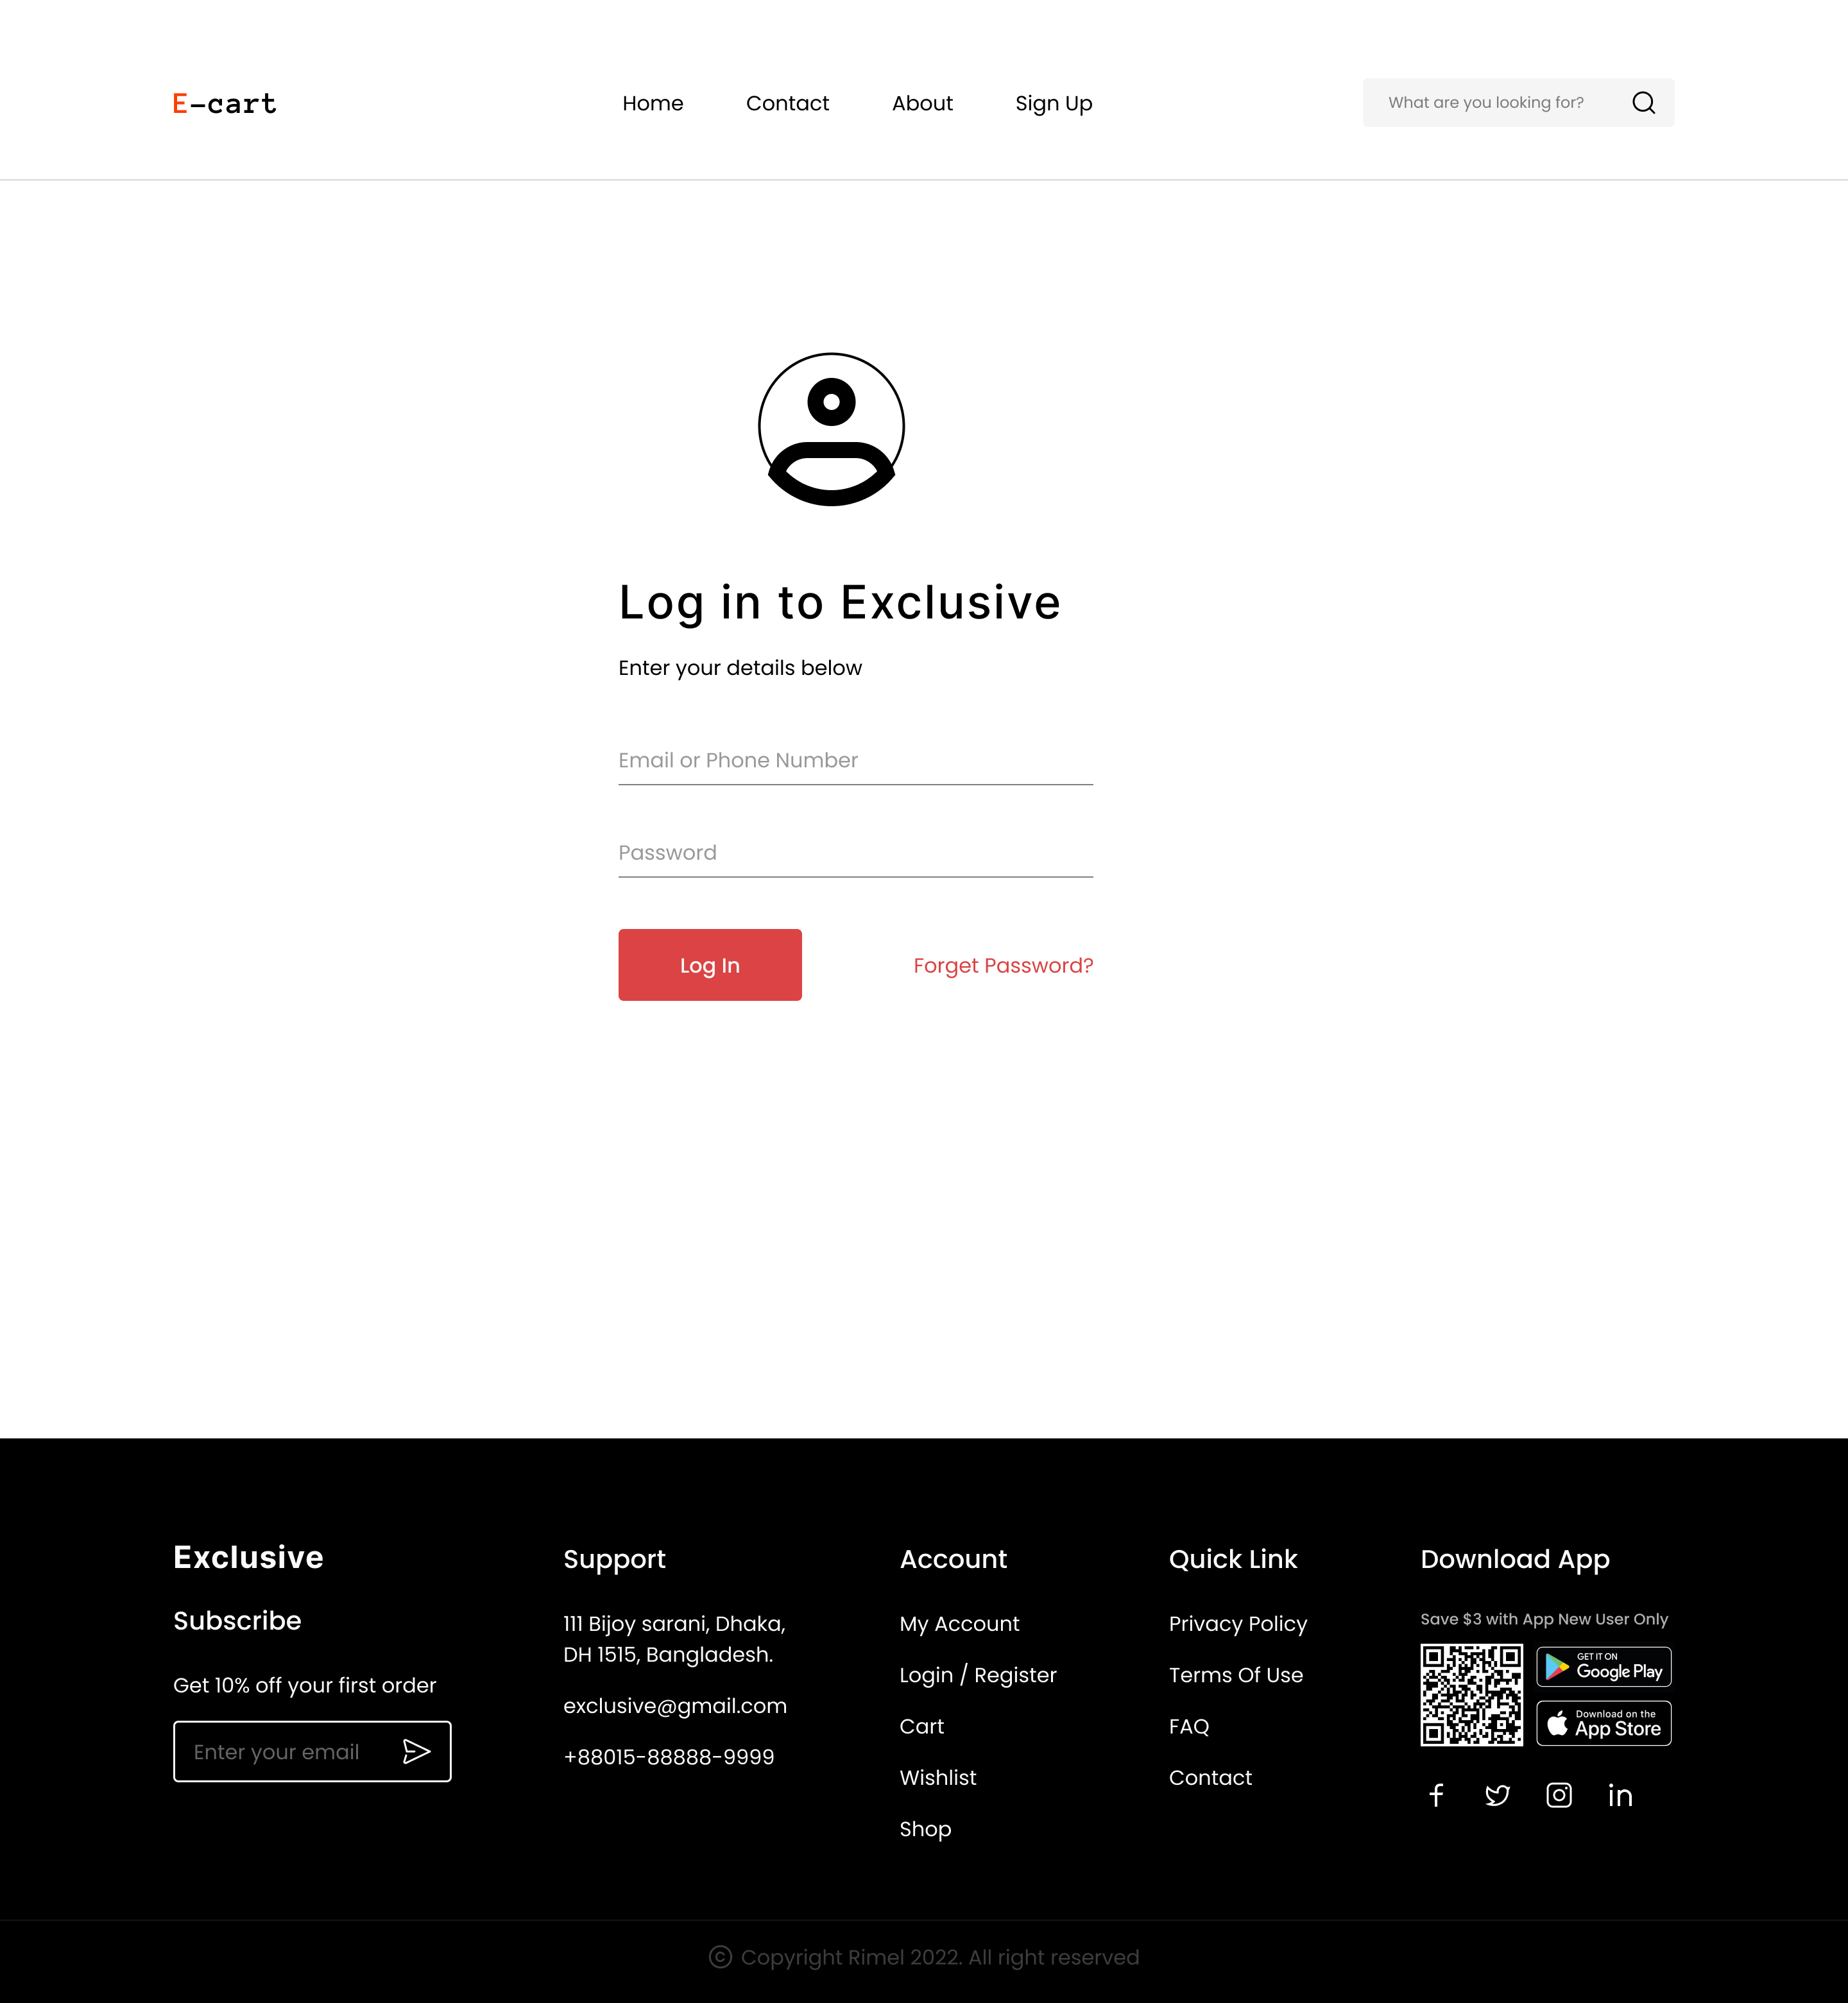 E-cart
Home Contact About Sign Up
What are you looking for?
Log in to Exclusive
Enter your details below
Email or Phone Number
Password
Log In
Forget Password?
Exclusive
Subscribe
Get 10% off your first order
Enter your email
Support
111 Bijoy sarani, Dhaka,
DH 1515, Bangladesh.
exclusive@gmail.com
+88015-88888-9999
Account
My Account
Login / Register
Cart
Wishlist
Shop
Quick Link
Privacy Policy
Terms Of Use
FAQ
Contact
Download App
Save $3 with App New User Only
GET IT ON
Google Play
Download on the
App Store
in
© Copyright Rimel 2022. All right reserved